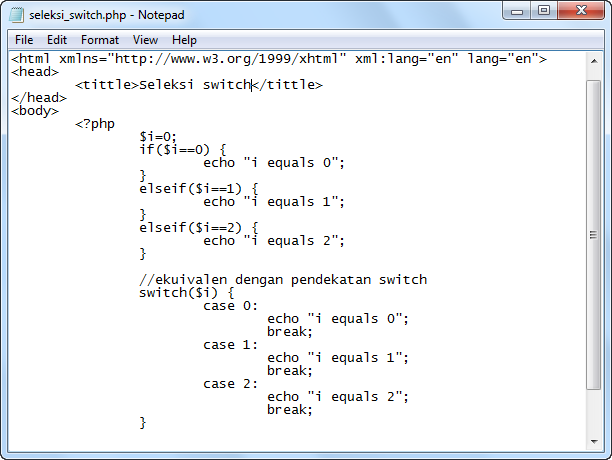 seleksi_switch.php - Notepad
File Edit Format View Help
<html xmlns="http://www.w3.org/1999/xhtml" xml:lang="en" lang="en">
<head>
<tittle>Seleksi switch</tittle>
</head>
<body>
<?php
$i=0;
if($i==0) {
echo "i equals 0";
}
elseif($i==1) {
echo "i equals 1";
}
elseif($i==2) {
echo "i equals 2";
}
//ekuivalen dengan pendekatan switch
switch($i) {
case 0:
echo "i equals 0";
break;
case 1:
echo "i equals 1";
break;
case 2:
echo "i equals 2";
break;
}